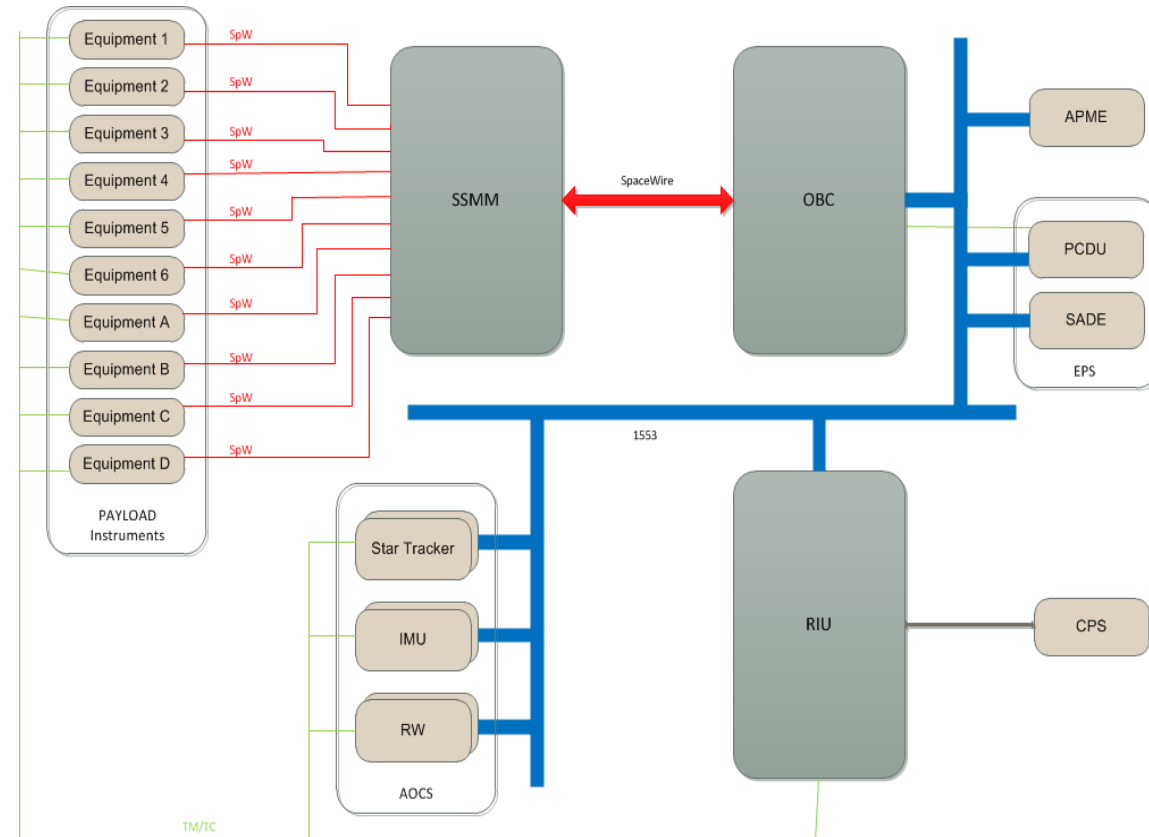 Equipment 1
SpW
Equipment 2
SpW
Equipment 3
SpW
Equipment 4
SpW
Equipment 5
SpW
Equipment 6
SpW
Equipment A
SpW
Equipment B
SpW
Equipment C
SpW
Equipment D
SpW
PAYLOAD
Instruments
SSMM
SpaceWire
OBC
APME
PCDU
SADE
EPS
1553
Star Tracker
IMU
RW
AOCS
RIU
CPS
TM/TC